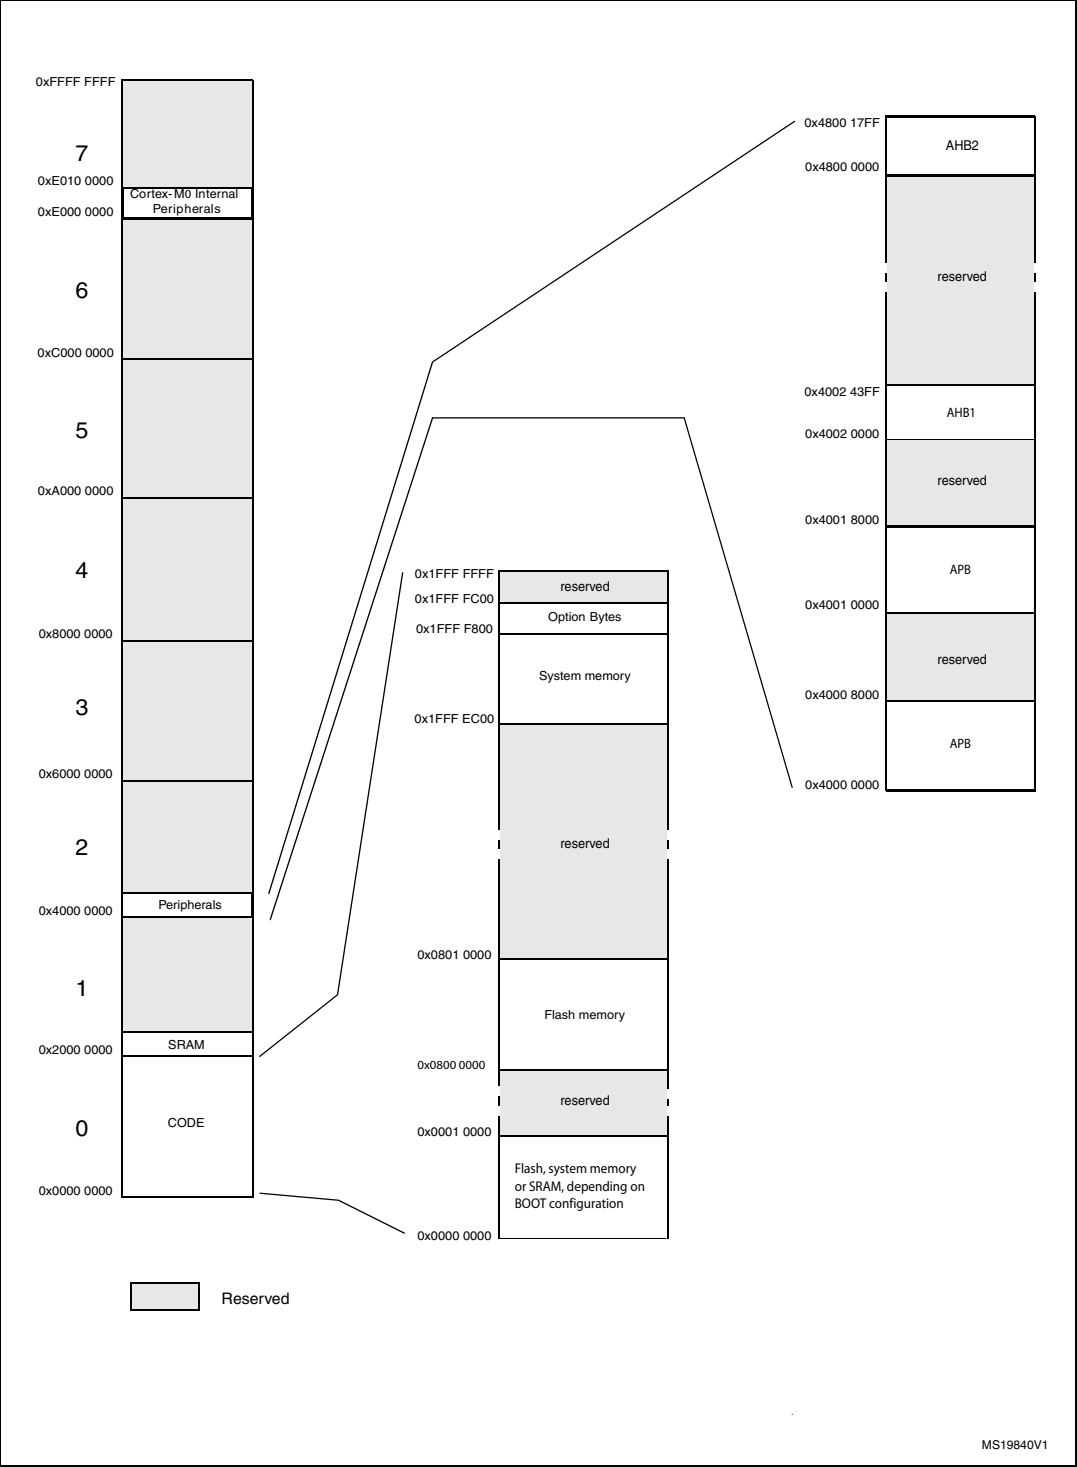 0xFFFF FFFF
7
0xE010 0000
Cortex-M0 Internal
Peripherals
0xE000 0000
6
0xC000 0000
5
0xA000 0000
4
0x8000 0000
3
0x6000 0000
2
Peripherals
0x4000 0000
1
SRAM
0x2000 0000
CODE
0
0x0000 0000
0x1FFF FFFF
reserved
0x1FFF FC00
Option Bytes
0x1FFF F800
System memory
0x1FFF EC00
reserved
0x0801 0000
Flash memory
0x0800 0000
reserved
0x0001 0000
Flash, system memory
or SRAM, depending on
BOOT configuration
0x0000 0000
0x4800 17FF
AHB2
0x4800 0000
reserved
0x4002 43FF
AHB1
0x4002 0000
reserved
0x4001 8000
APB
0x4001 0000
reserved
0x4000 8000
APB
0x4000 0000
Reserved
MS19840V1